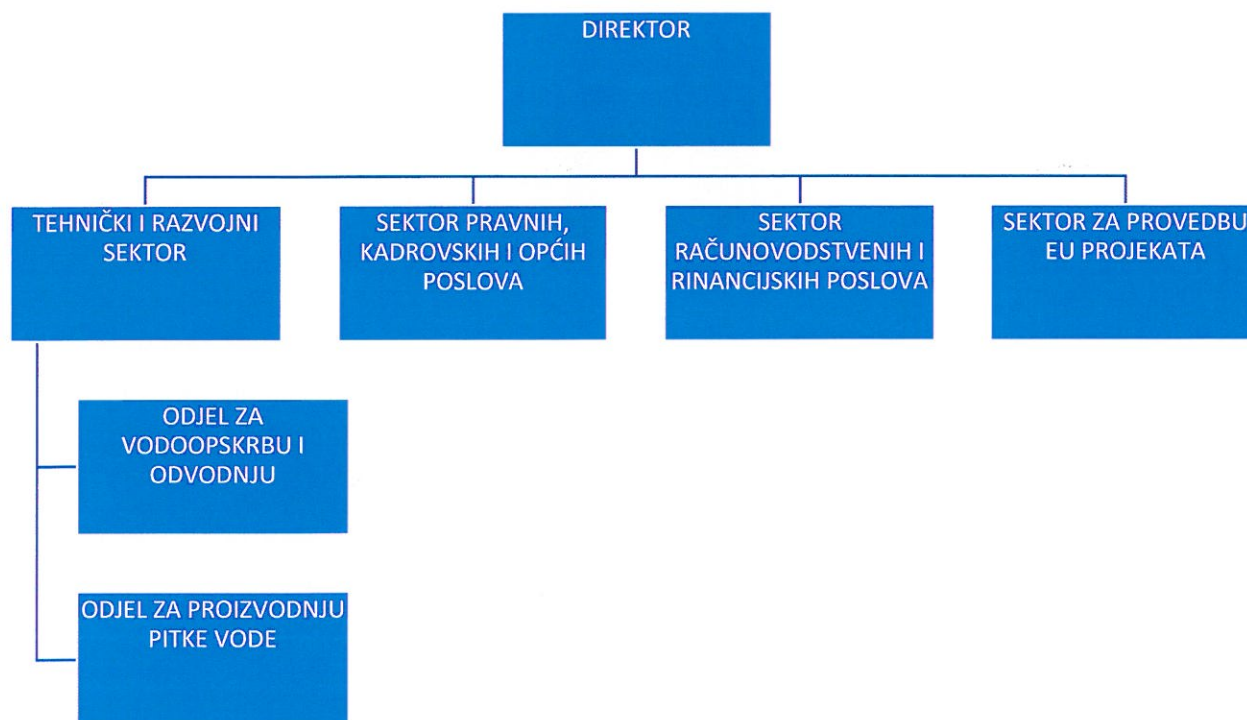 DIREKTOR
TEHNIČKI I RAZVOJNI
SEKTOR
SEKTOR PRAVNIH,
KADROVSKIH I OPĆIH
POSLOVA
SEKTOR
RAČUNOVODSTVENIH I
RINANCIJSKIH POSLOVA
SEKTOR ZA PROVEDBU
EU PROJEKATA
ODJEL ZA
VODOOPSKRBU I
ODVODNJU
ODJEL ZA PROIZVODNJU
PITKE VODE